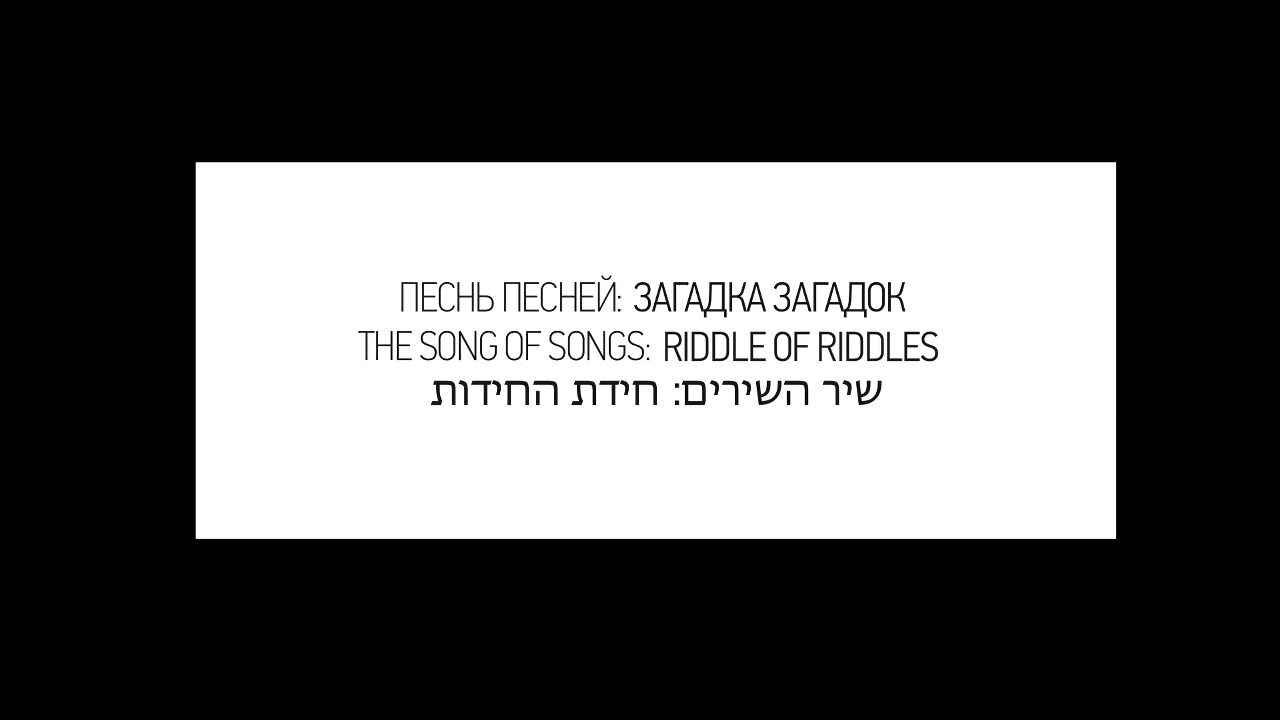 ПЕСНЬ ПЕСНЕЙ: ЗАГАДКА ЗАГАДОК
THE SONG OF SONGS: RIDDLE OF RIDDLES
שיר השירים: חידת החידות